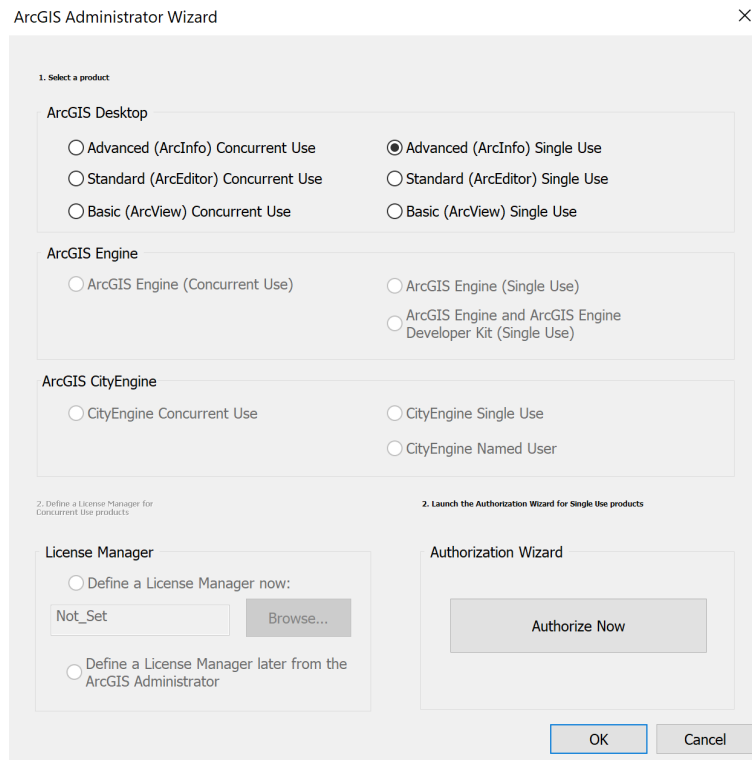 ArcGIS Administrator Wizard
1. Select a product
ArcGIS Desktop
Advanced (ArcInfo) Concurrent Use
Advanced (ArcInfo) Single Use
Standard (ArcEditor) Concurrent Use
Standard (ArcEditor) Single Use
Basic (ArcView) Concurrent Use
Basic (ArcView) Single Use
ArcGIS Engine
ArcGIS Engine (Concurrent Use)
ArcGIS Engine (Single Use)
ArcGIS Engine and ArcGIS Engine
Developer Kit (Single Use)
ArcGIS CityEngine
CityEngine Concurrent Use
CityEngine Single Use
CityEngine Named User
2. Define a License Manager for
Concurrent Use products
2. Launch the Authorization Wizard for Single Use products
License Manager
Define a License Manager now:
Not_Set
Browse...
Define a License Manager later from the
ArcGIS Administrator
Authorization Wizard
Authorize Now
OK
Cancel